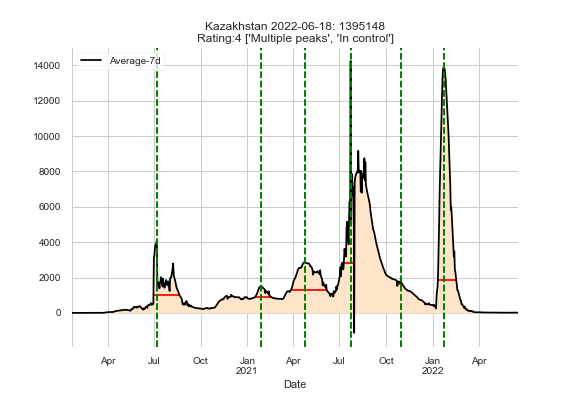 Kazakhstan 2022-06-18: 1395148
Rating:4 ['Multiple peaks', 'In control']
Average-7d
14000
12000
10000
8000
6000
4000
2000
0
Apr Jul Oct Jan Apr Jul Oct Jan Apr
2021 2022
Date